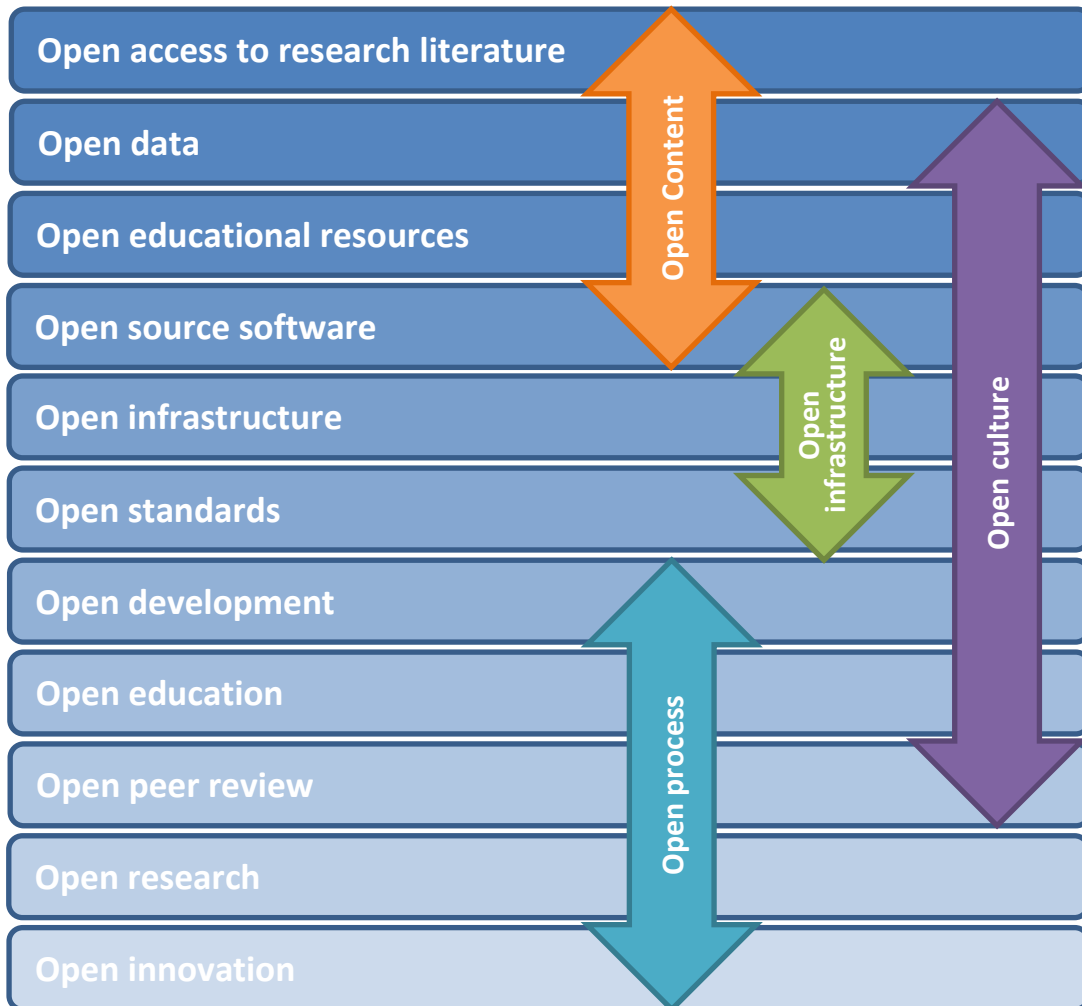 Open access to research literature
Open data
Open educational resources
Open source software
Open infrastructure
Open standards
Open development
Open education
Open peer review
Open research
Open innovation
Open Content
Open
infrastructure
Open culture
Open process